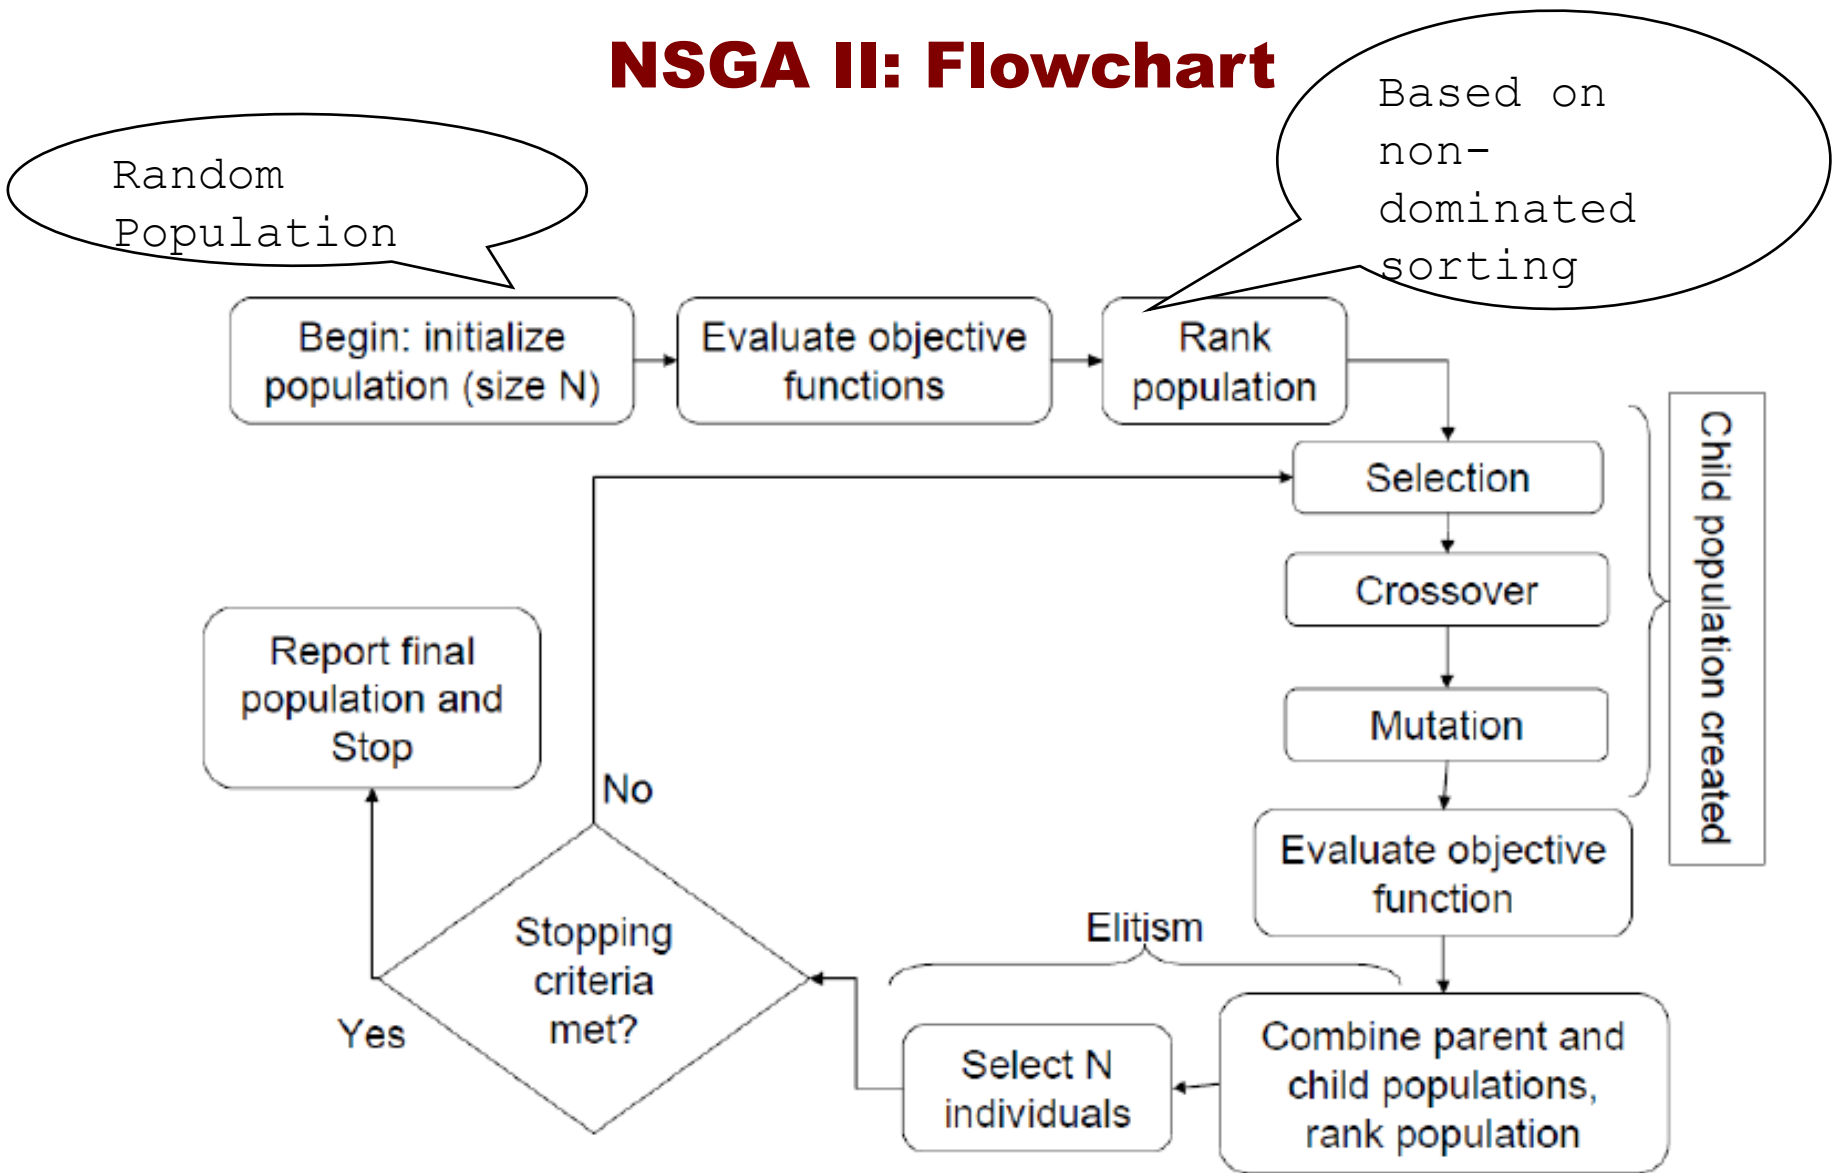 NSGA II: Flowchart
Random
Population
Based on
non-
dominated
sorting
Begin: initialize
population (size N)
Evaluate objective
functions
Rank
population
Selection
Crossover
Mutation
Child population created
Evaluate objective
function
Elitism
Combine parent and
child populations,
rank population
Select N
individuals
Stopping
criteria
met?
No
Yes
Report final
population and
Stop